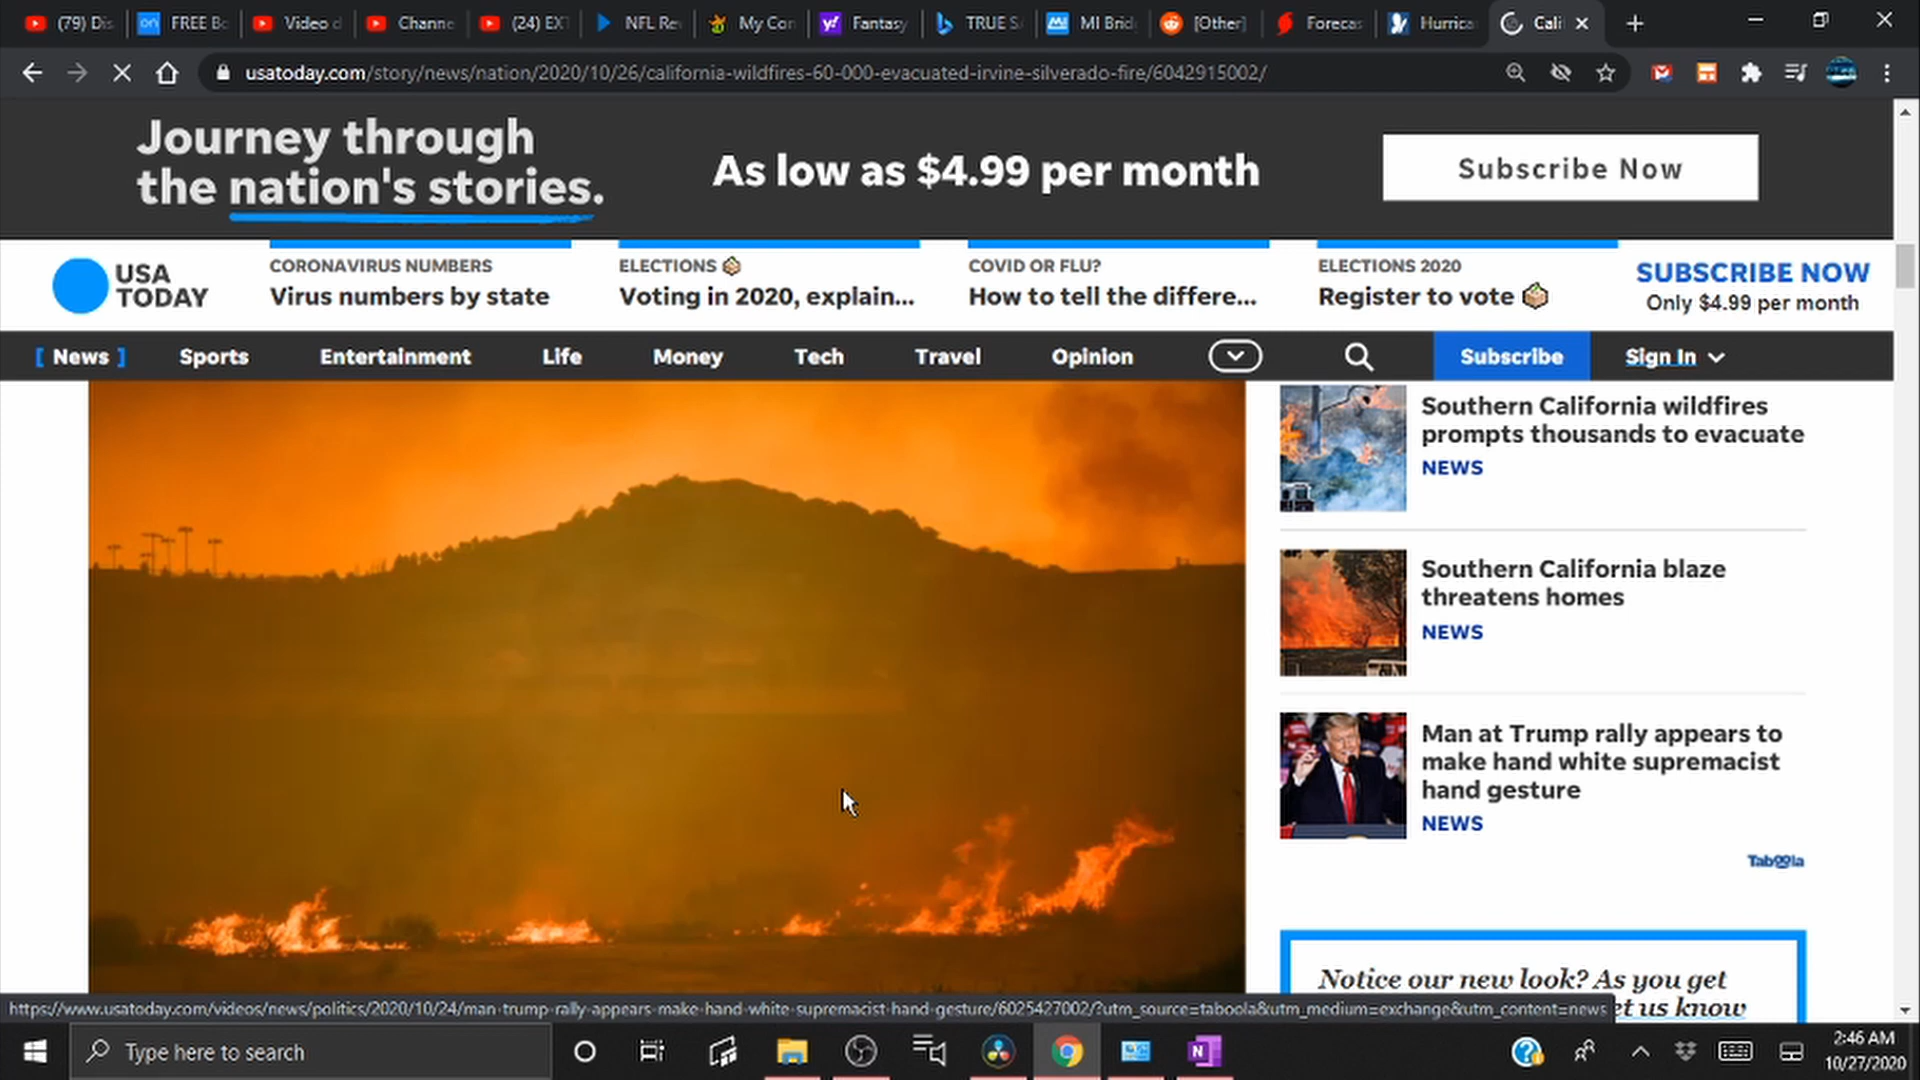 (79) Dis
on
FREE Bo
Video d
Channe
(24) EXT
NFL Rev
My Con
y!
Fantasy
TRUE SA
MI Bridg
[Other]
Forecas
Hurrica
Cali
usatoday.com/story/news/nation/2020/10/26/california-wildfires-60-000-evacuated-irvine-silverado-fire/6042915002/
Journey through
the nation's stories.
As low as $4.99 per month
Subscribe Now
USA
TODAY
CORONAVIRUS NUMBERS
Virus numbers by state
ELECTIONS
Voting in 2020, explain...
COVID OR FLU?
How to tell the differe...
ELECTIONS 2020
Register to vote
SUBSCRIBE NOW
Only $4.99 per month
[ News ]
Sports
Entertainment
Life
Money
Tech
Travel
Opinion
Subscribe
Sign In
Southern California wildfires
prompts thousands to evacuate
NEWS
Southern California blaze
threatens homes
NEWS
Man at Trump rally appears to
make hand white supremacist
hand gesture
NEWS
Taboola
Notice our new look? As you get
et us know
https://www.usatoday.com/videos/news/politics/2020/10/24/man-trump-rally-appears-make-hand-white-supremacist-hand-gesture/6025427002/?utm_source=taboola&utm_medium=exchange&utm_content=news
Type here to search
N
2:46 AM
10/27/2020